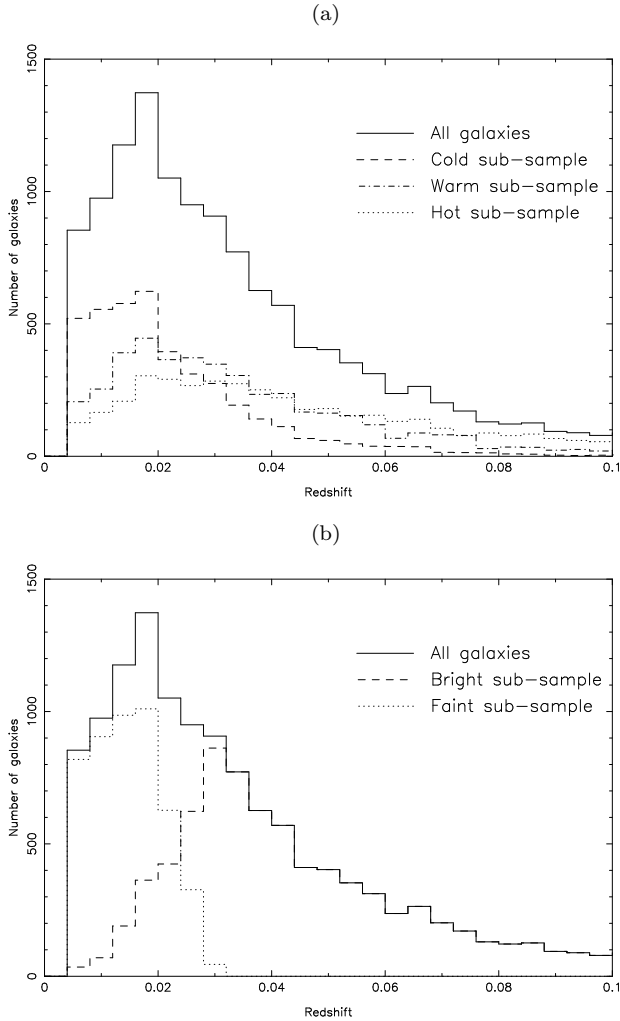 (a)
1500
1000
500
0
Number of galaxies
All galaxies
Cold sub-sample
Warm sub-sample
Hot sub-sample
0 0.02 0.04 0.06 0.08 0.1
Redshift
(b)
1500
1000
500
0
Number of galaxies
All galaxies
Bright sub-sample
Faint sub-sample
0 0.02 0.04 0.06 0.08 0.1
Redshift